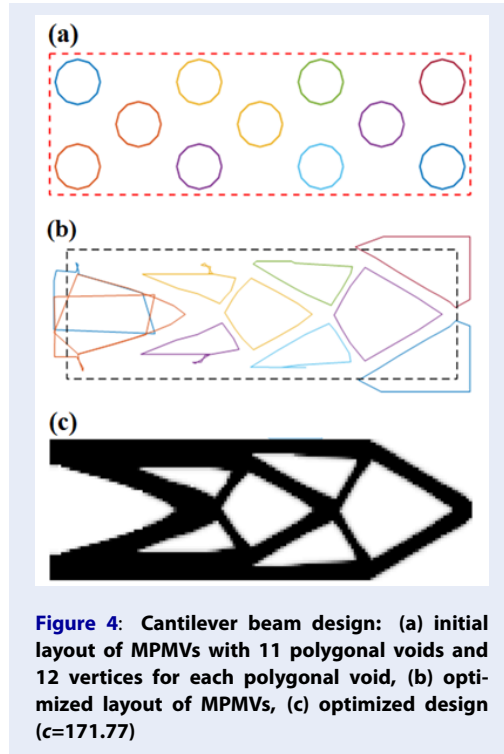 (a)
(b)
(c)
Figure 4: Cantilever beam design: (a) initial
layout of MPMVs with 11 polygonal voids and
12 vertices for each polygonal void, (b) opti-
mized layout of MPMVs, (c) optimized design
(c=171.77)